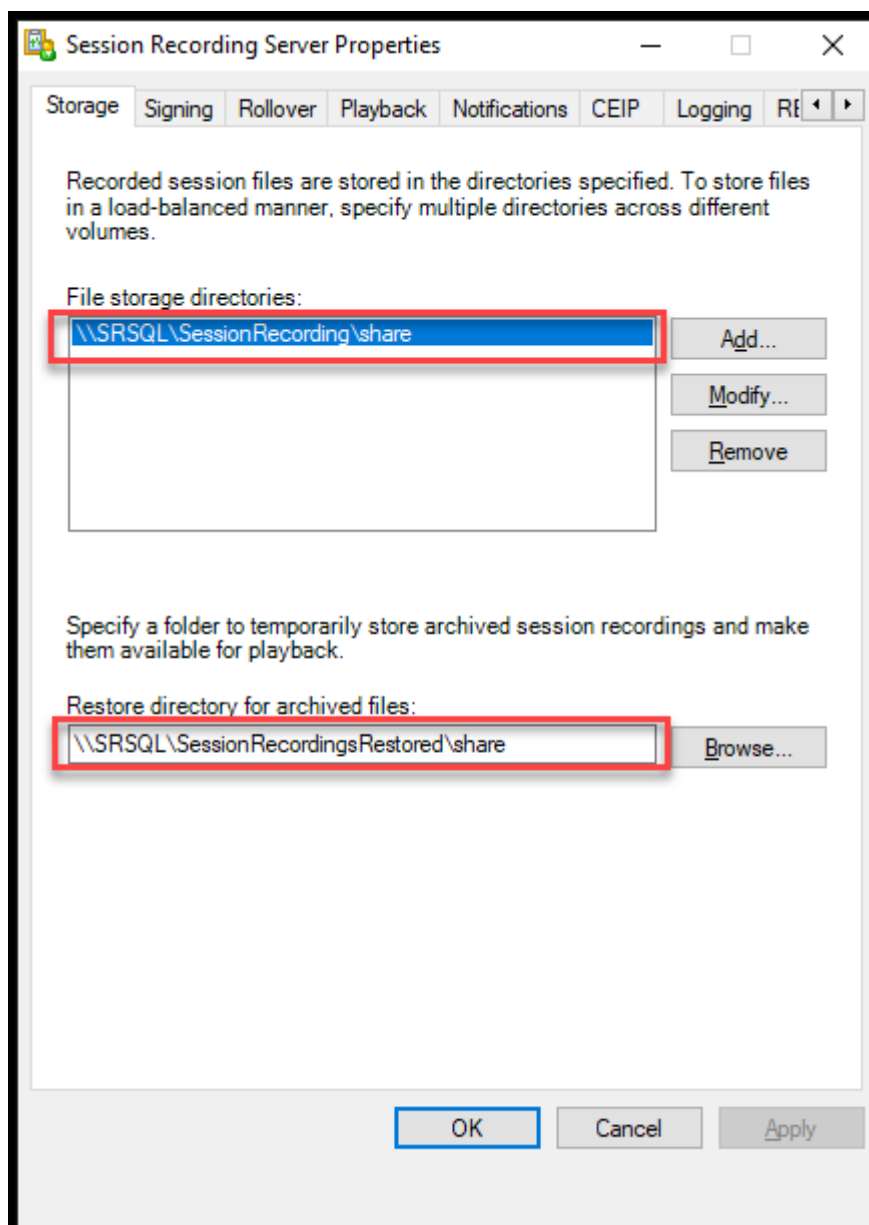 Session Recording Server Properties
Storage Signing Rollover Playback Notifications CEIP Logging
Recorded session files are stored in the directories specified. To store files
in a load-balanced manner, specify multiple directories across different
volumes.
File storage directories:
\\SRSQL\SessionRecording\share
Add...
Modify...
Remove
Specify a folder to temporarily store archived session recordings and make
them available for playback.
Restore directory for archived files:
\\SRSQL\SessionRecordingsRestored\share
Browse...
OK Cancel Apply